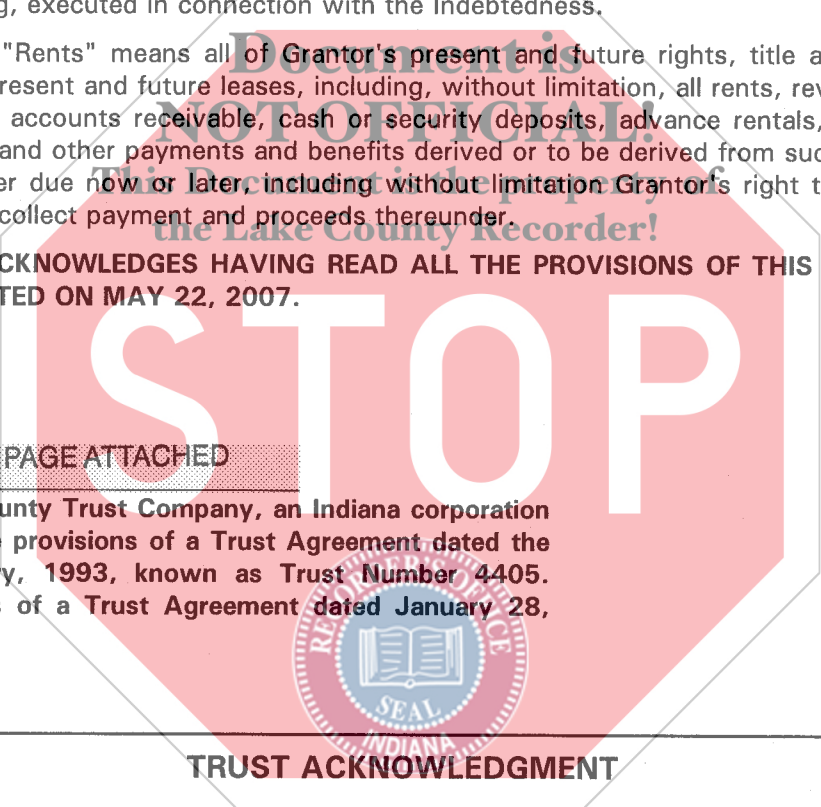 g, executed in connection with the Indebtedness.
"Rents" means all of Grantor's present and future rights, title a
Document is
resent and future leases, including, without limitation, all rents, rev
accounts receivable, cash or security deposits, advance rentals,
NOT OFFICIAL!
and other payments and benefits derived or to be derived from suc
er due now or later, including without limitation Grantor's right t
This Document is the property of
collect payment and proceeds thereunder.
the Lake County Recorder!
CKNOWLEDGES HAVING READ ALL THE PROVISIONS OF THIS
TED ON MAY 22, 2007.
STOP
PAGE ATTACHED
unty Trust Company, an Indiana corporation
provisions of a Trust Agreement dated the
y, 1993, known as Trust Number 4405.
s of a Trust Agreement dated January 28,
RECORDER'S OFFICE
SEAL
INDIANA
TRUST ACKNOWLEDGMENT